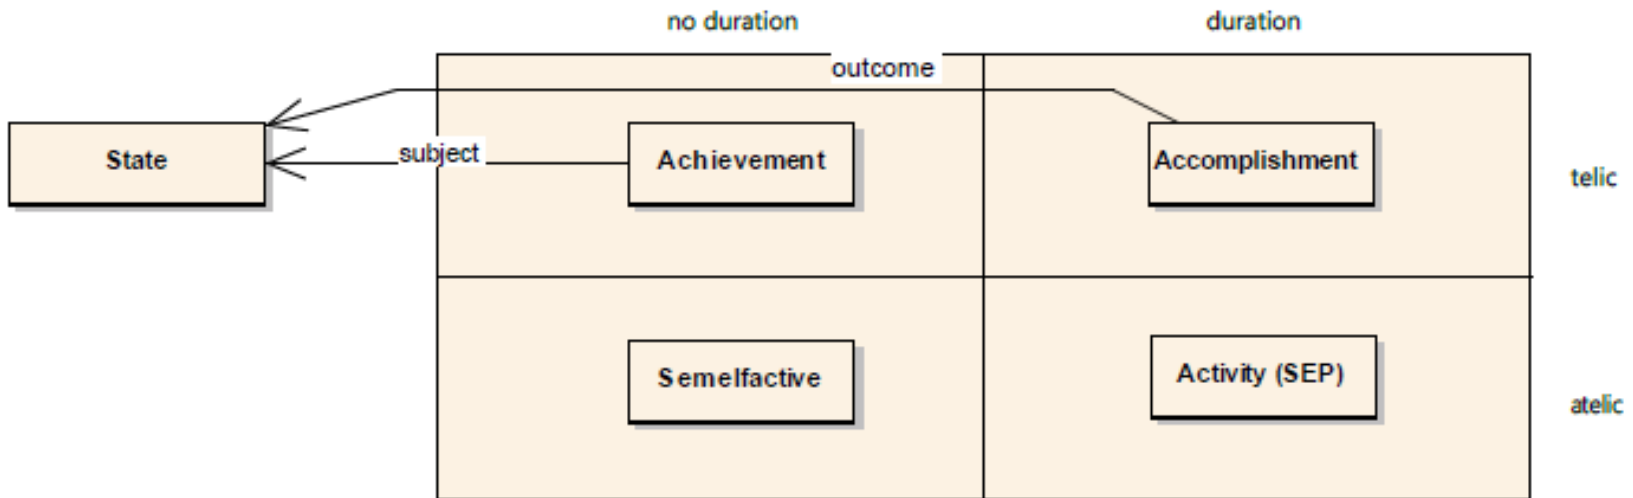 no duration
duration
outcome
State
subject
Achievement
Accomplishment
telic
Semelfactive
Activity (SEP)
atelic